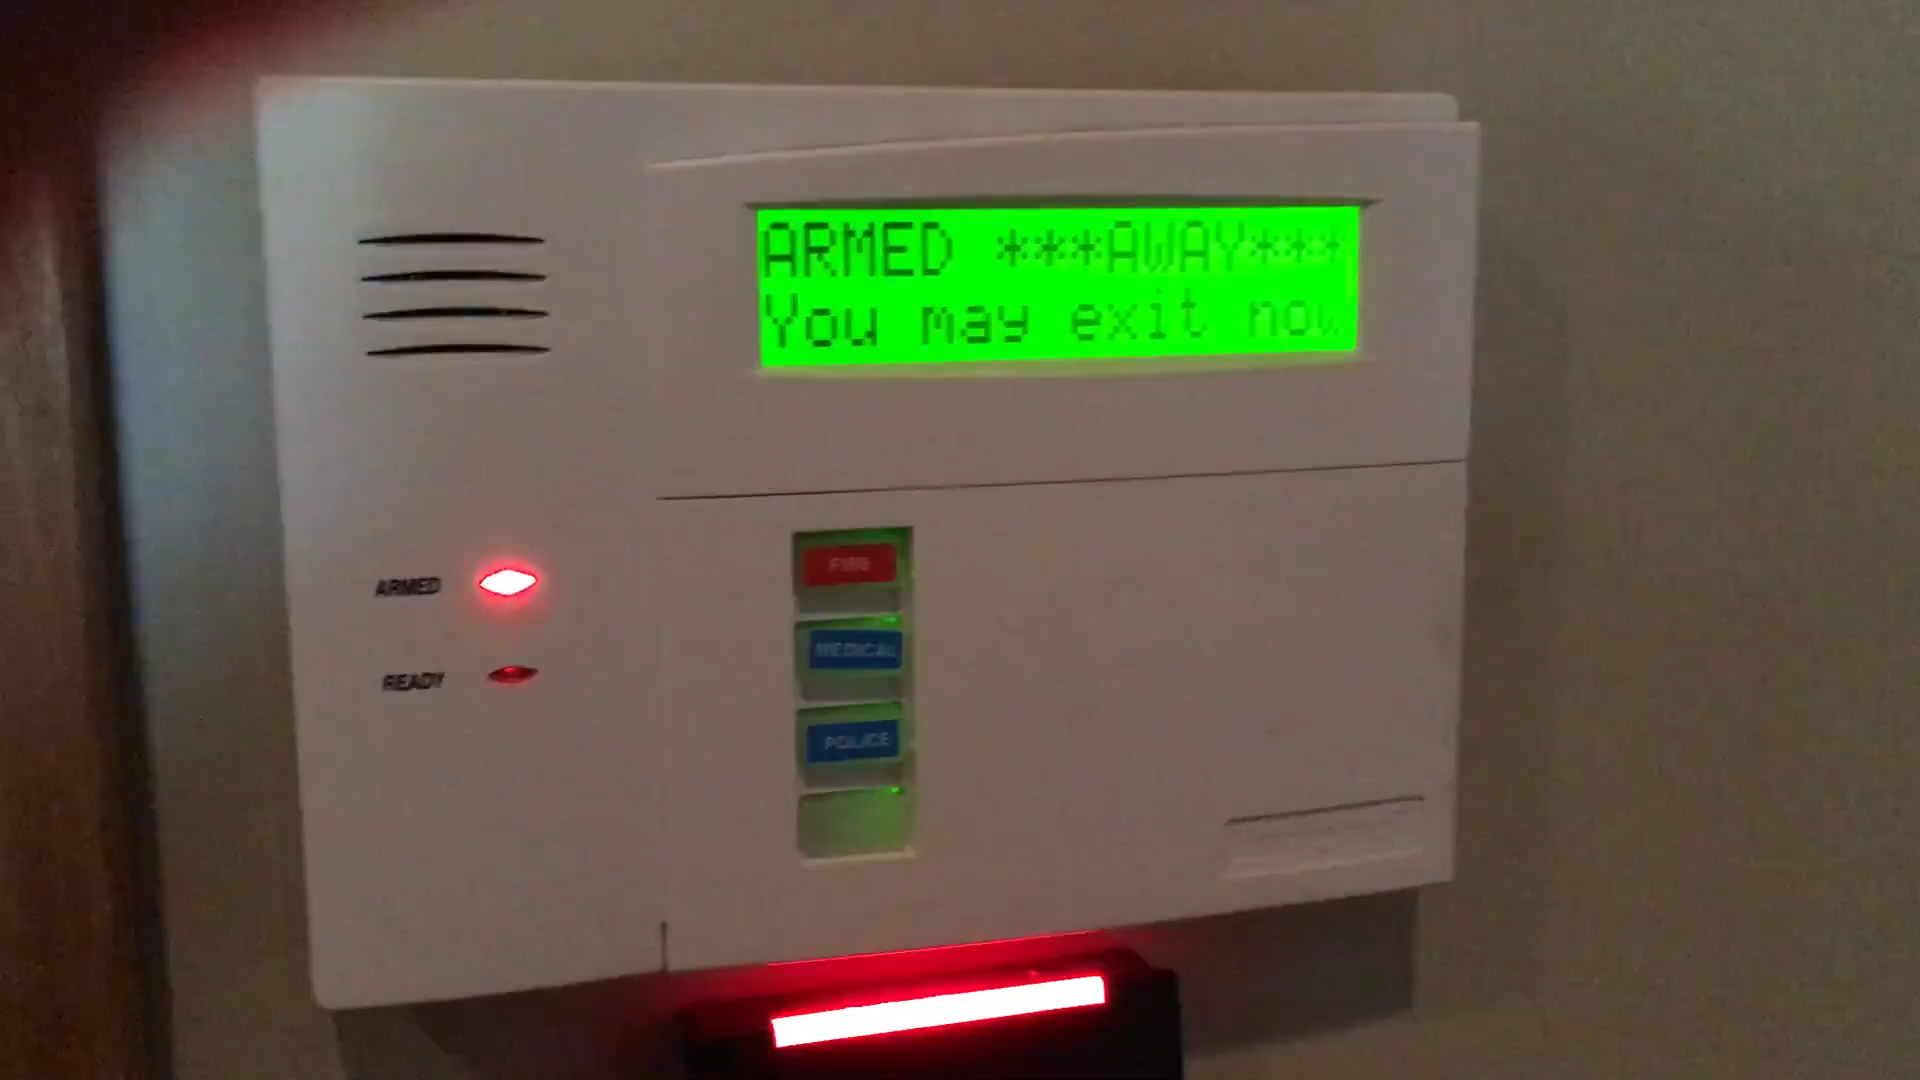 ARMED ***AWAY***
You may exit now
ARMED
READY
FIRE
MEDICAL
POLICE